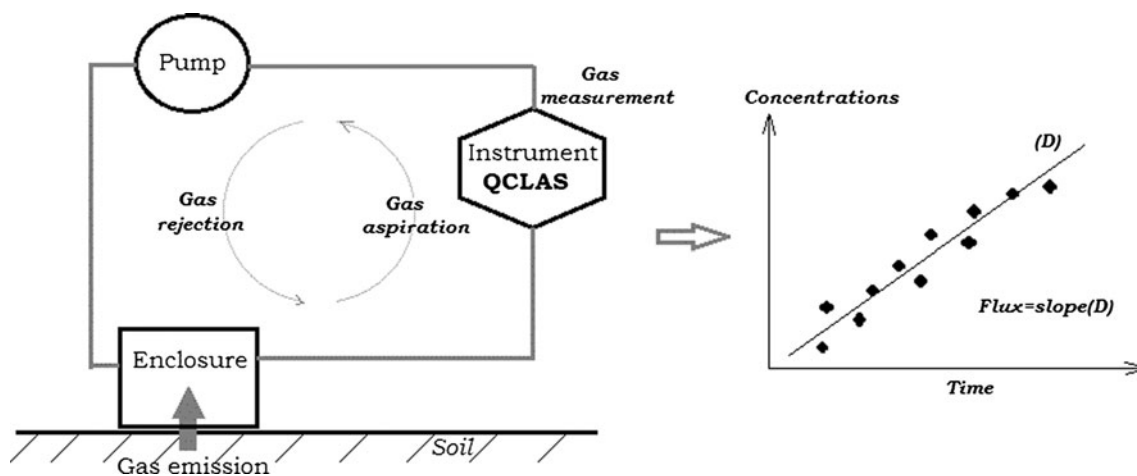 Pump
Gas
measurement
Instrument
QCLAS
Gas
rejection
Gas
aspiration
Enclosure
Soil
Gas emission
Concentrations
(D)
Flux=slope(D)
Time